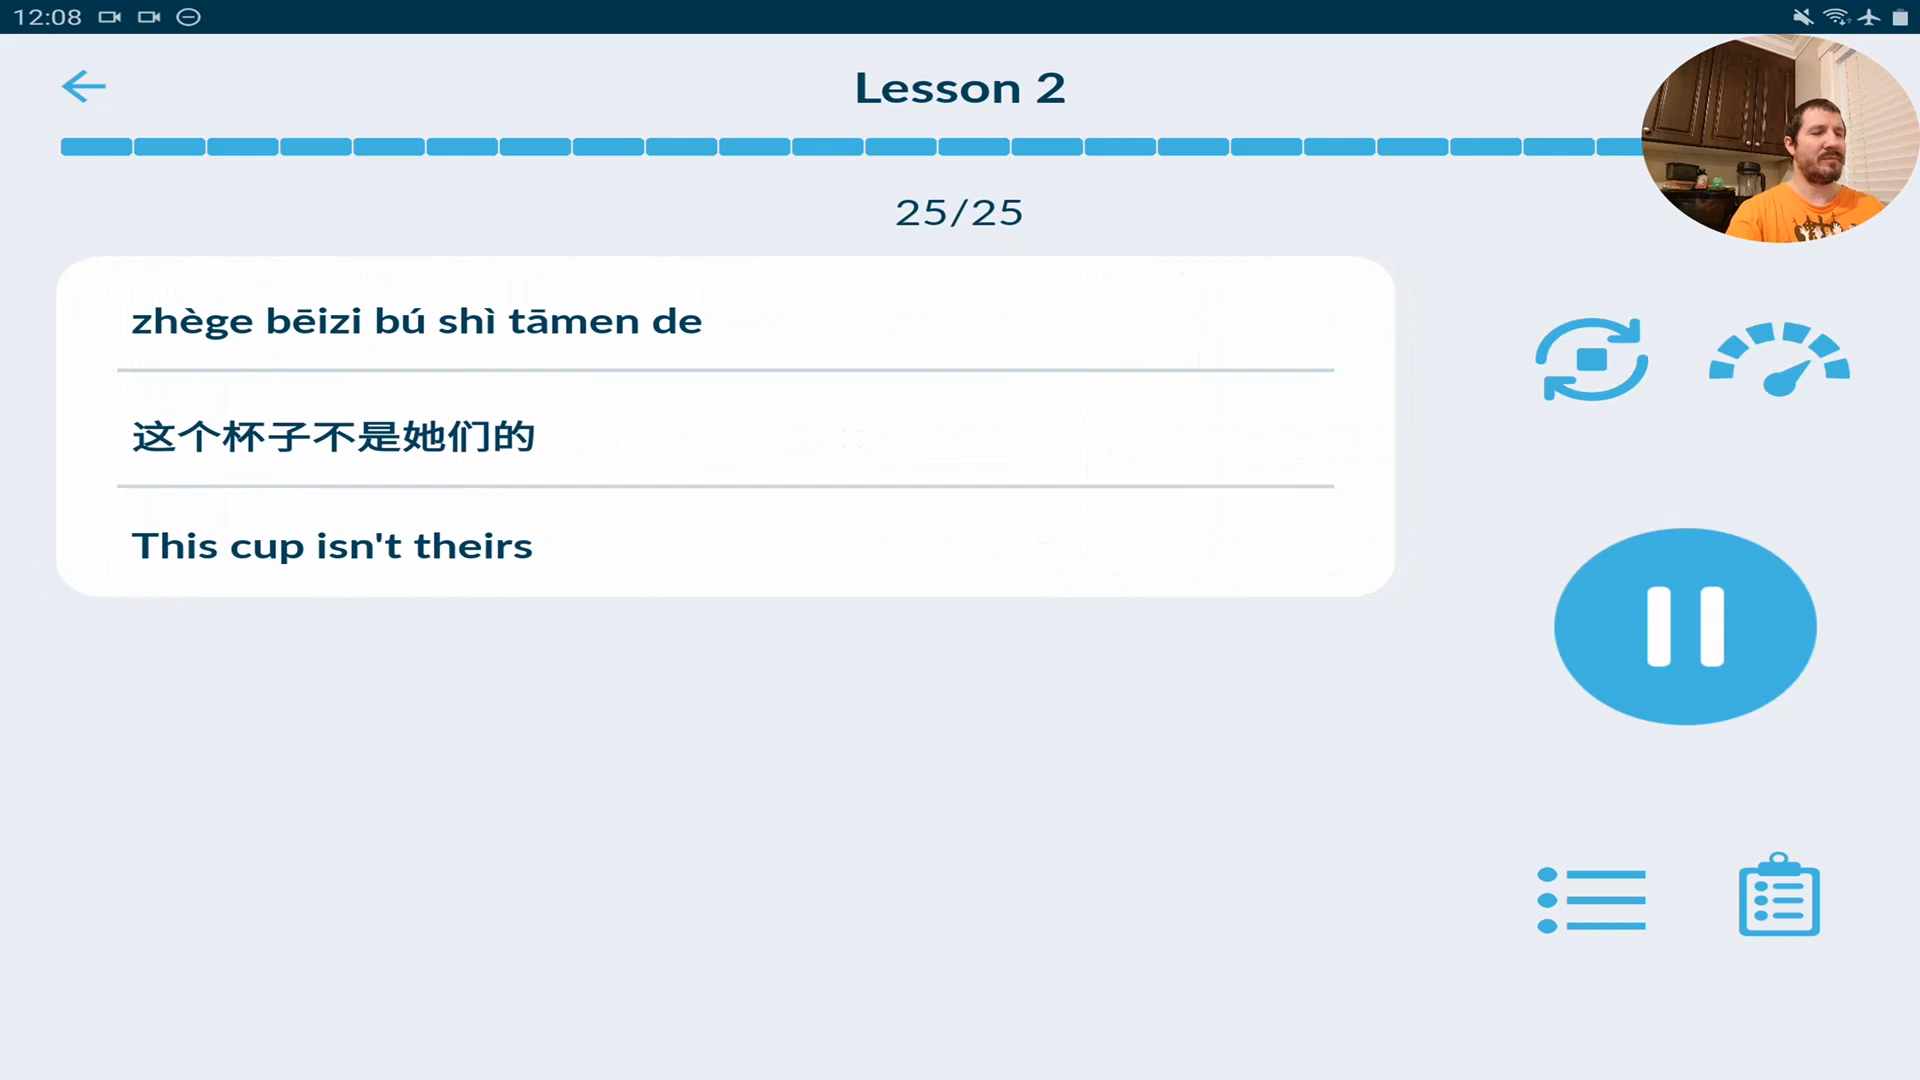 12:08
Lesson 2
25/25
zhège bēizi bú shì tāmen de
这个杯子不是她们的
This cup isn't theirs